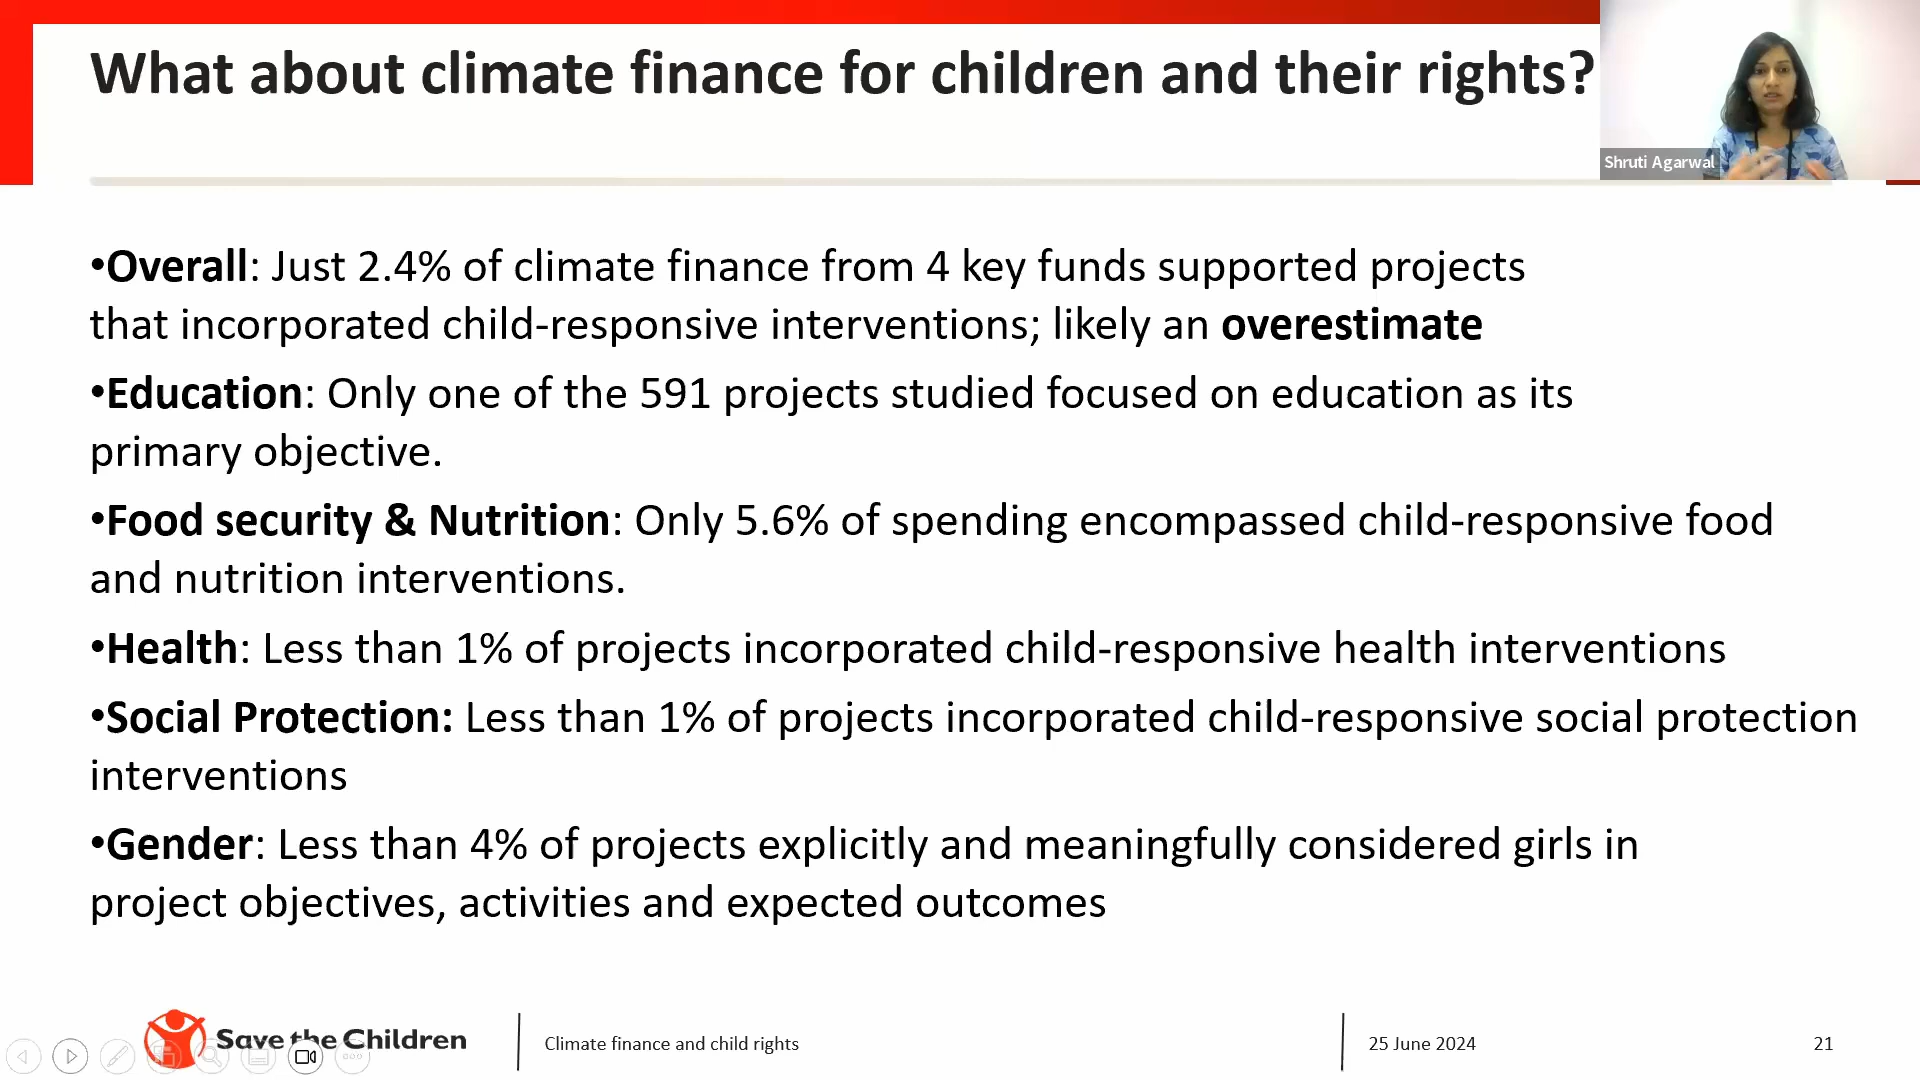 What about climate finance for children and their rights?
Shruti Agarwal
•Overall: Just 2.4% of climate finance from 4 key funds supported projects
that incorporated child-responsive interventions; likely an overestimate
•Education: Only one of the 591 projects studied focused on education as its
primary objective.
•Food security & Nutrition: Only 5.6% of spending encompassed child-responsive food
and nutrition interventions.
•Health: Less than 1% of projects incorporated child-responsive health interventions
•Social Protection: Less than 1% of projects incorporated child-responsive social protection
interventions
•Gender: Less than 4% of projects explicitly and meaningfully considered girls in
project objectives, activities and expected outcomes
Save the Children
Climate finance and child rights
25 June 2024
21